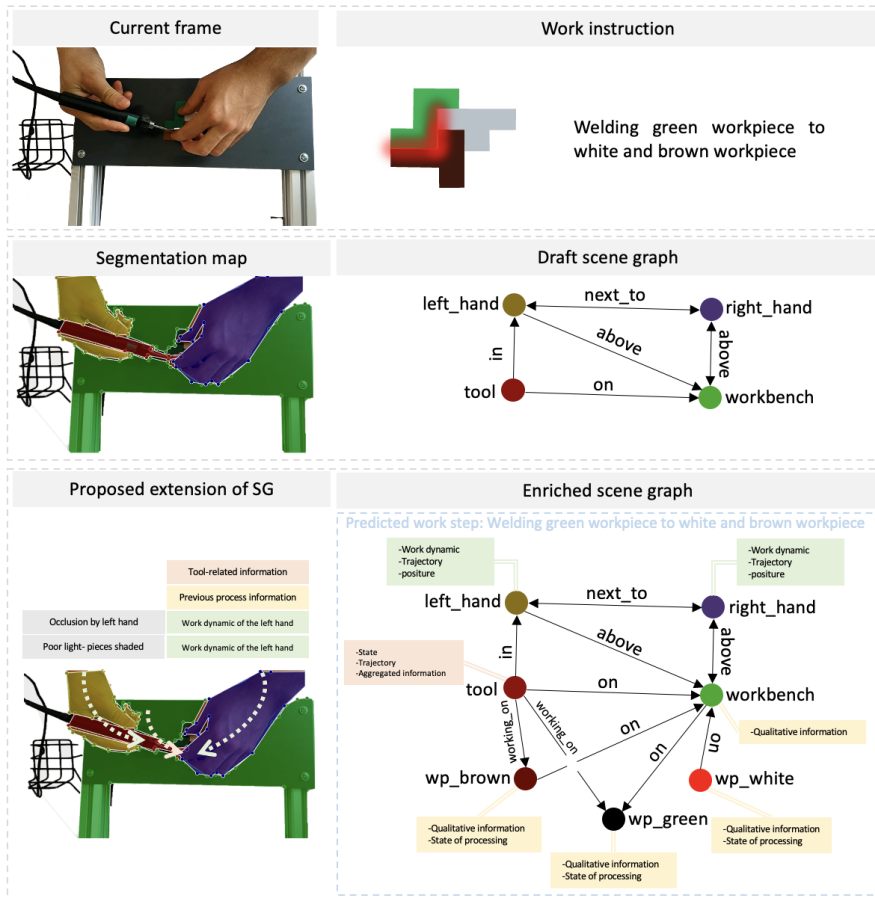 Current frame
Work instruction
Welding green workpiece to
white and brown workpiece
Segmentation map
Draft scene graph
left_hand
next_to
right_hand
above
above
in
tool
on
workbench
Proposed extension of SG
Enriched scene graph
Predicted work step: Welding green workpiece to white and brown workpiece
Tool-related information
Previous process information
Occlusion by left hand
Work dynamic of the left hand
Poor light- pieces shaded
Work dynamic of the left hand
-Work dynamic
-Trajectory
-positure
-Work dynamic
-Trajectory
-positure
left_hand
next_to
right_hand
above
above
in
-State
-Trajectory
-Aggregated information
tool
on
workbench
working_on
working_on
on
on
on
-Qualitative information
wp_brown
wp_white
wp_green
-Qualitative information
-State of processing
-Qualitative information
-State of processing
-Qualitative information
-State of processing